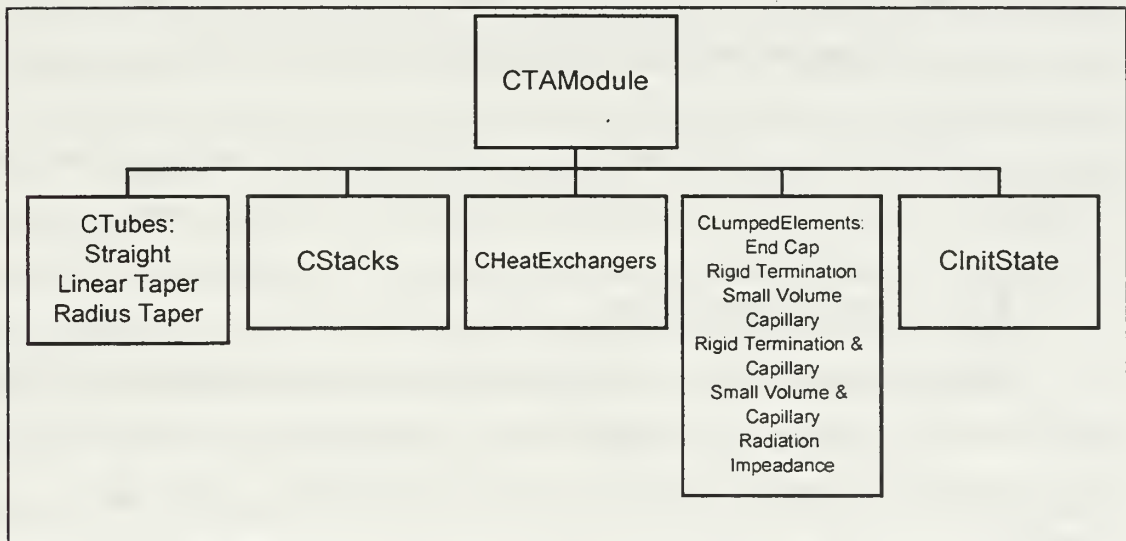 CTAModule
CTubes:
Straight
Linear Taper
Radius Taper
CStacks
CHeatExchangers
CLumpedElements:
End Cap
Rigid Termination
Small Volume
Capillary
Rigid Termination &
Capillary
Small Volume &
Capillary
Radiation
Impeadance
CInitState